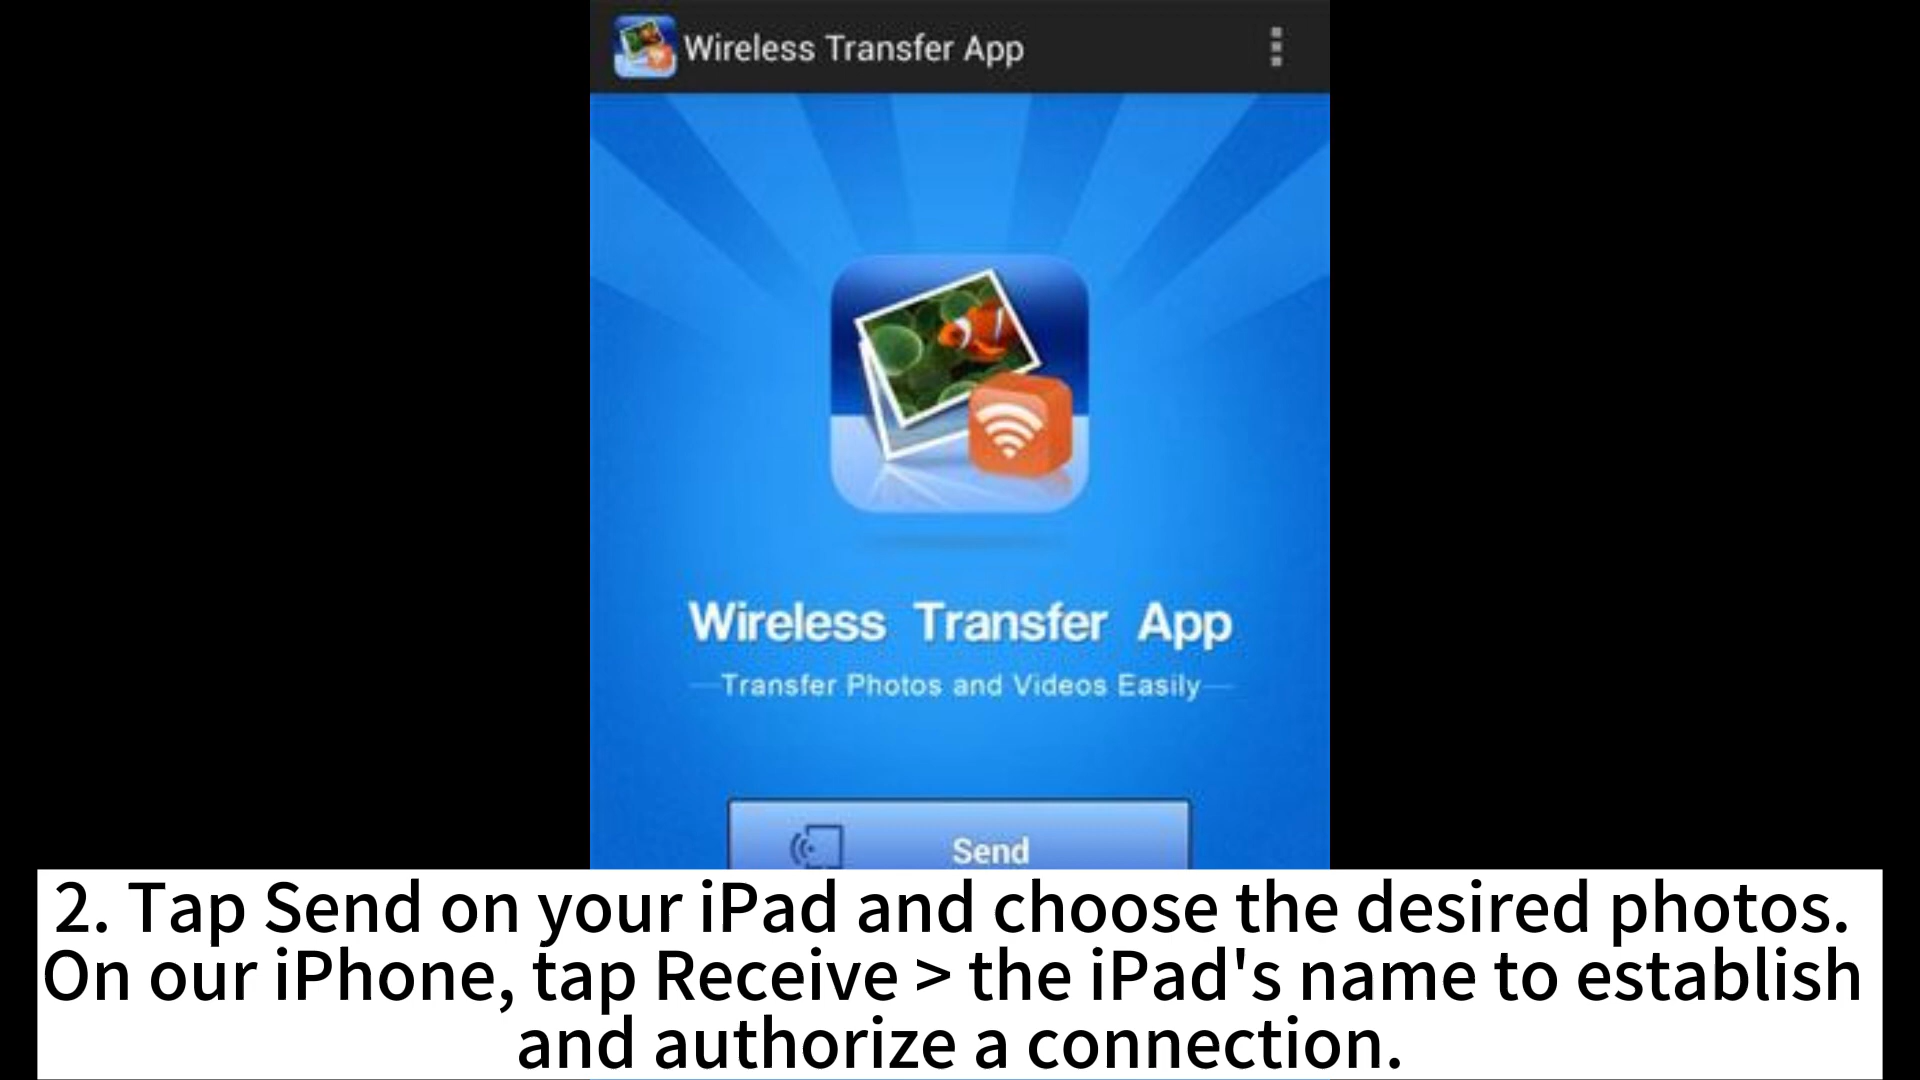 Wireless Transfer App
Wireless Transfer App
Transfer Photos and Videos Easily
Send
2. Tap Send on your iPad and choose the desired photos.
On our iPhone, tap Receive > the iPad's name to establish
and authorize a connection.